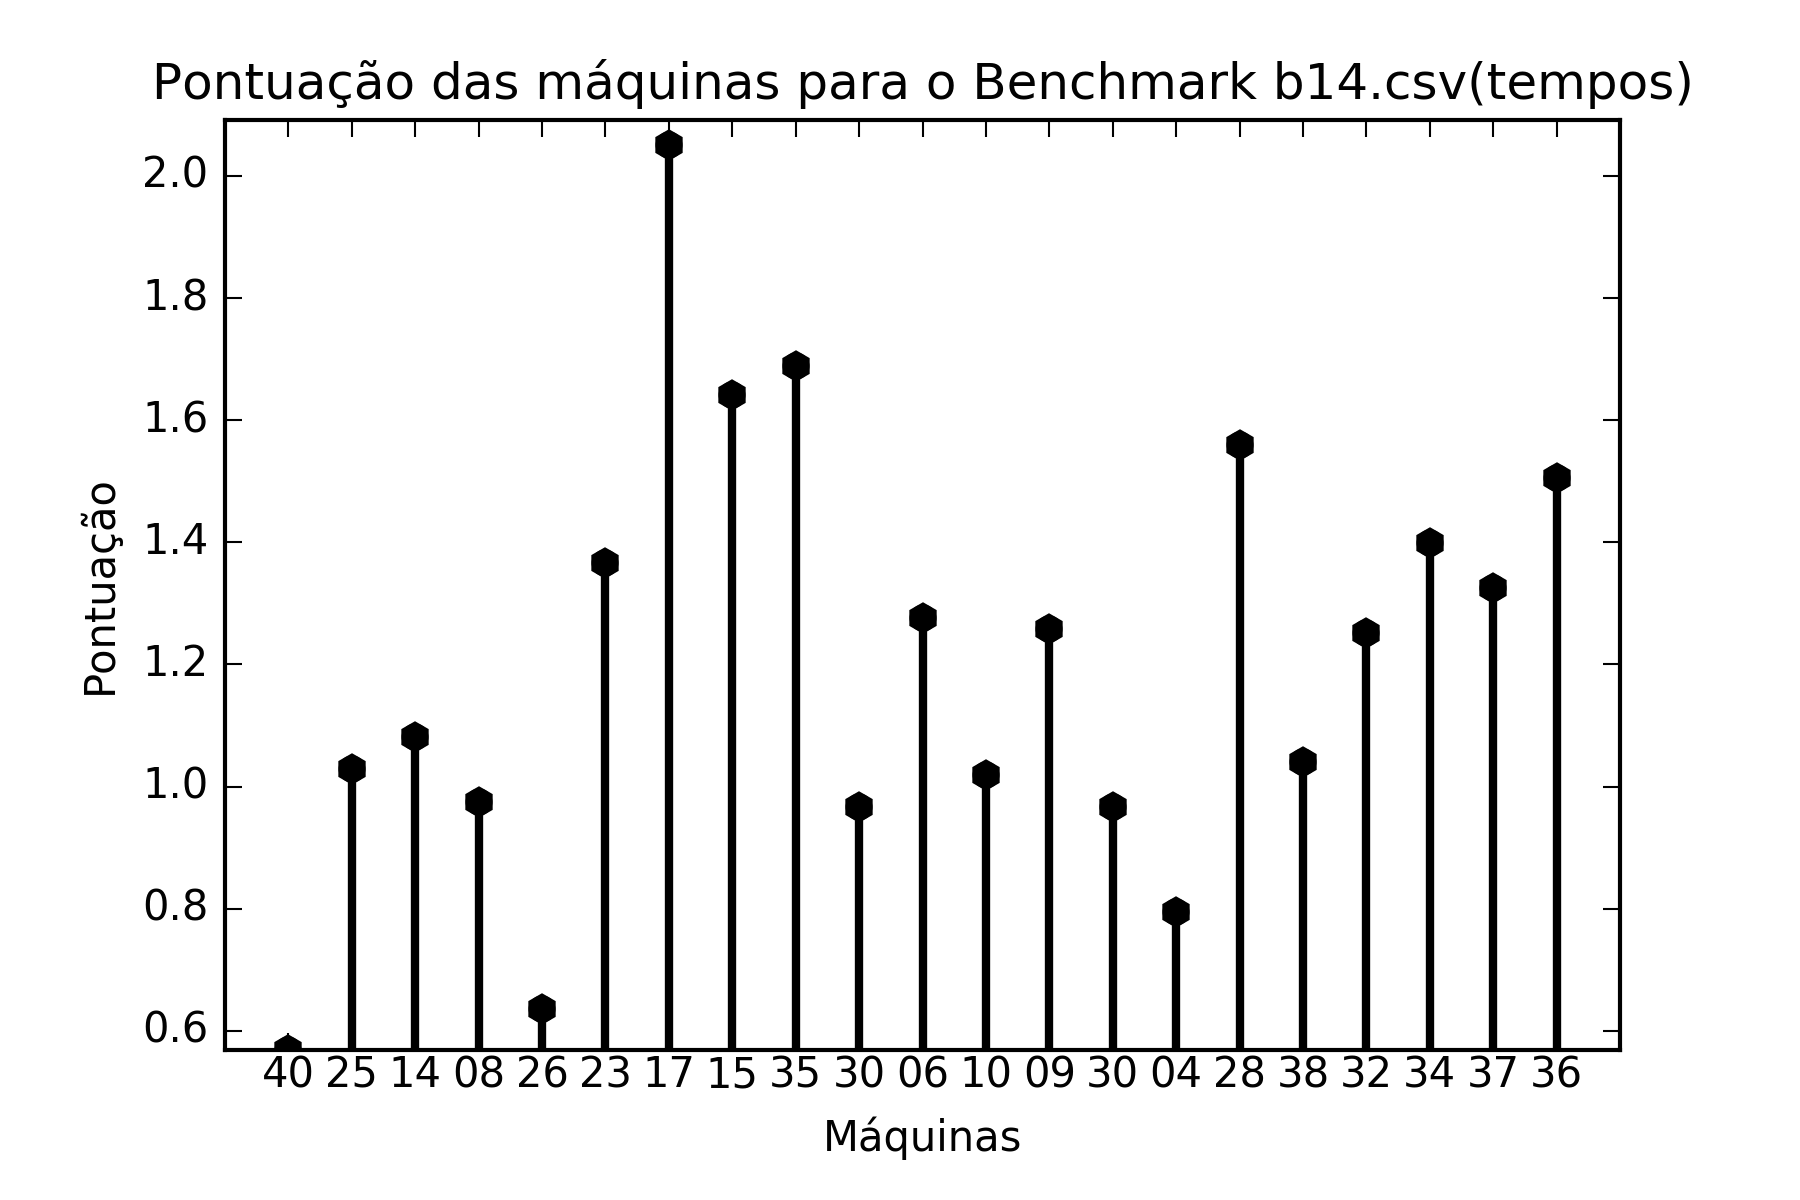 Pontuação das máquinas para o Benchmark b14.csv(tempos)
2.0
1.8
1.6
1.4
1.2
1.0
0.8
0.6
Pontuação
40 25 14 08 26 23 17 15 35 30 06 10 09 30 04 28 38 32 34 37 36
Máquinas